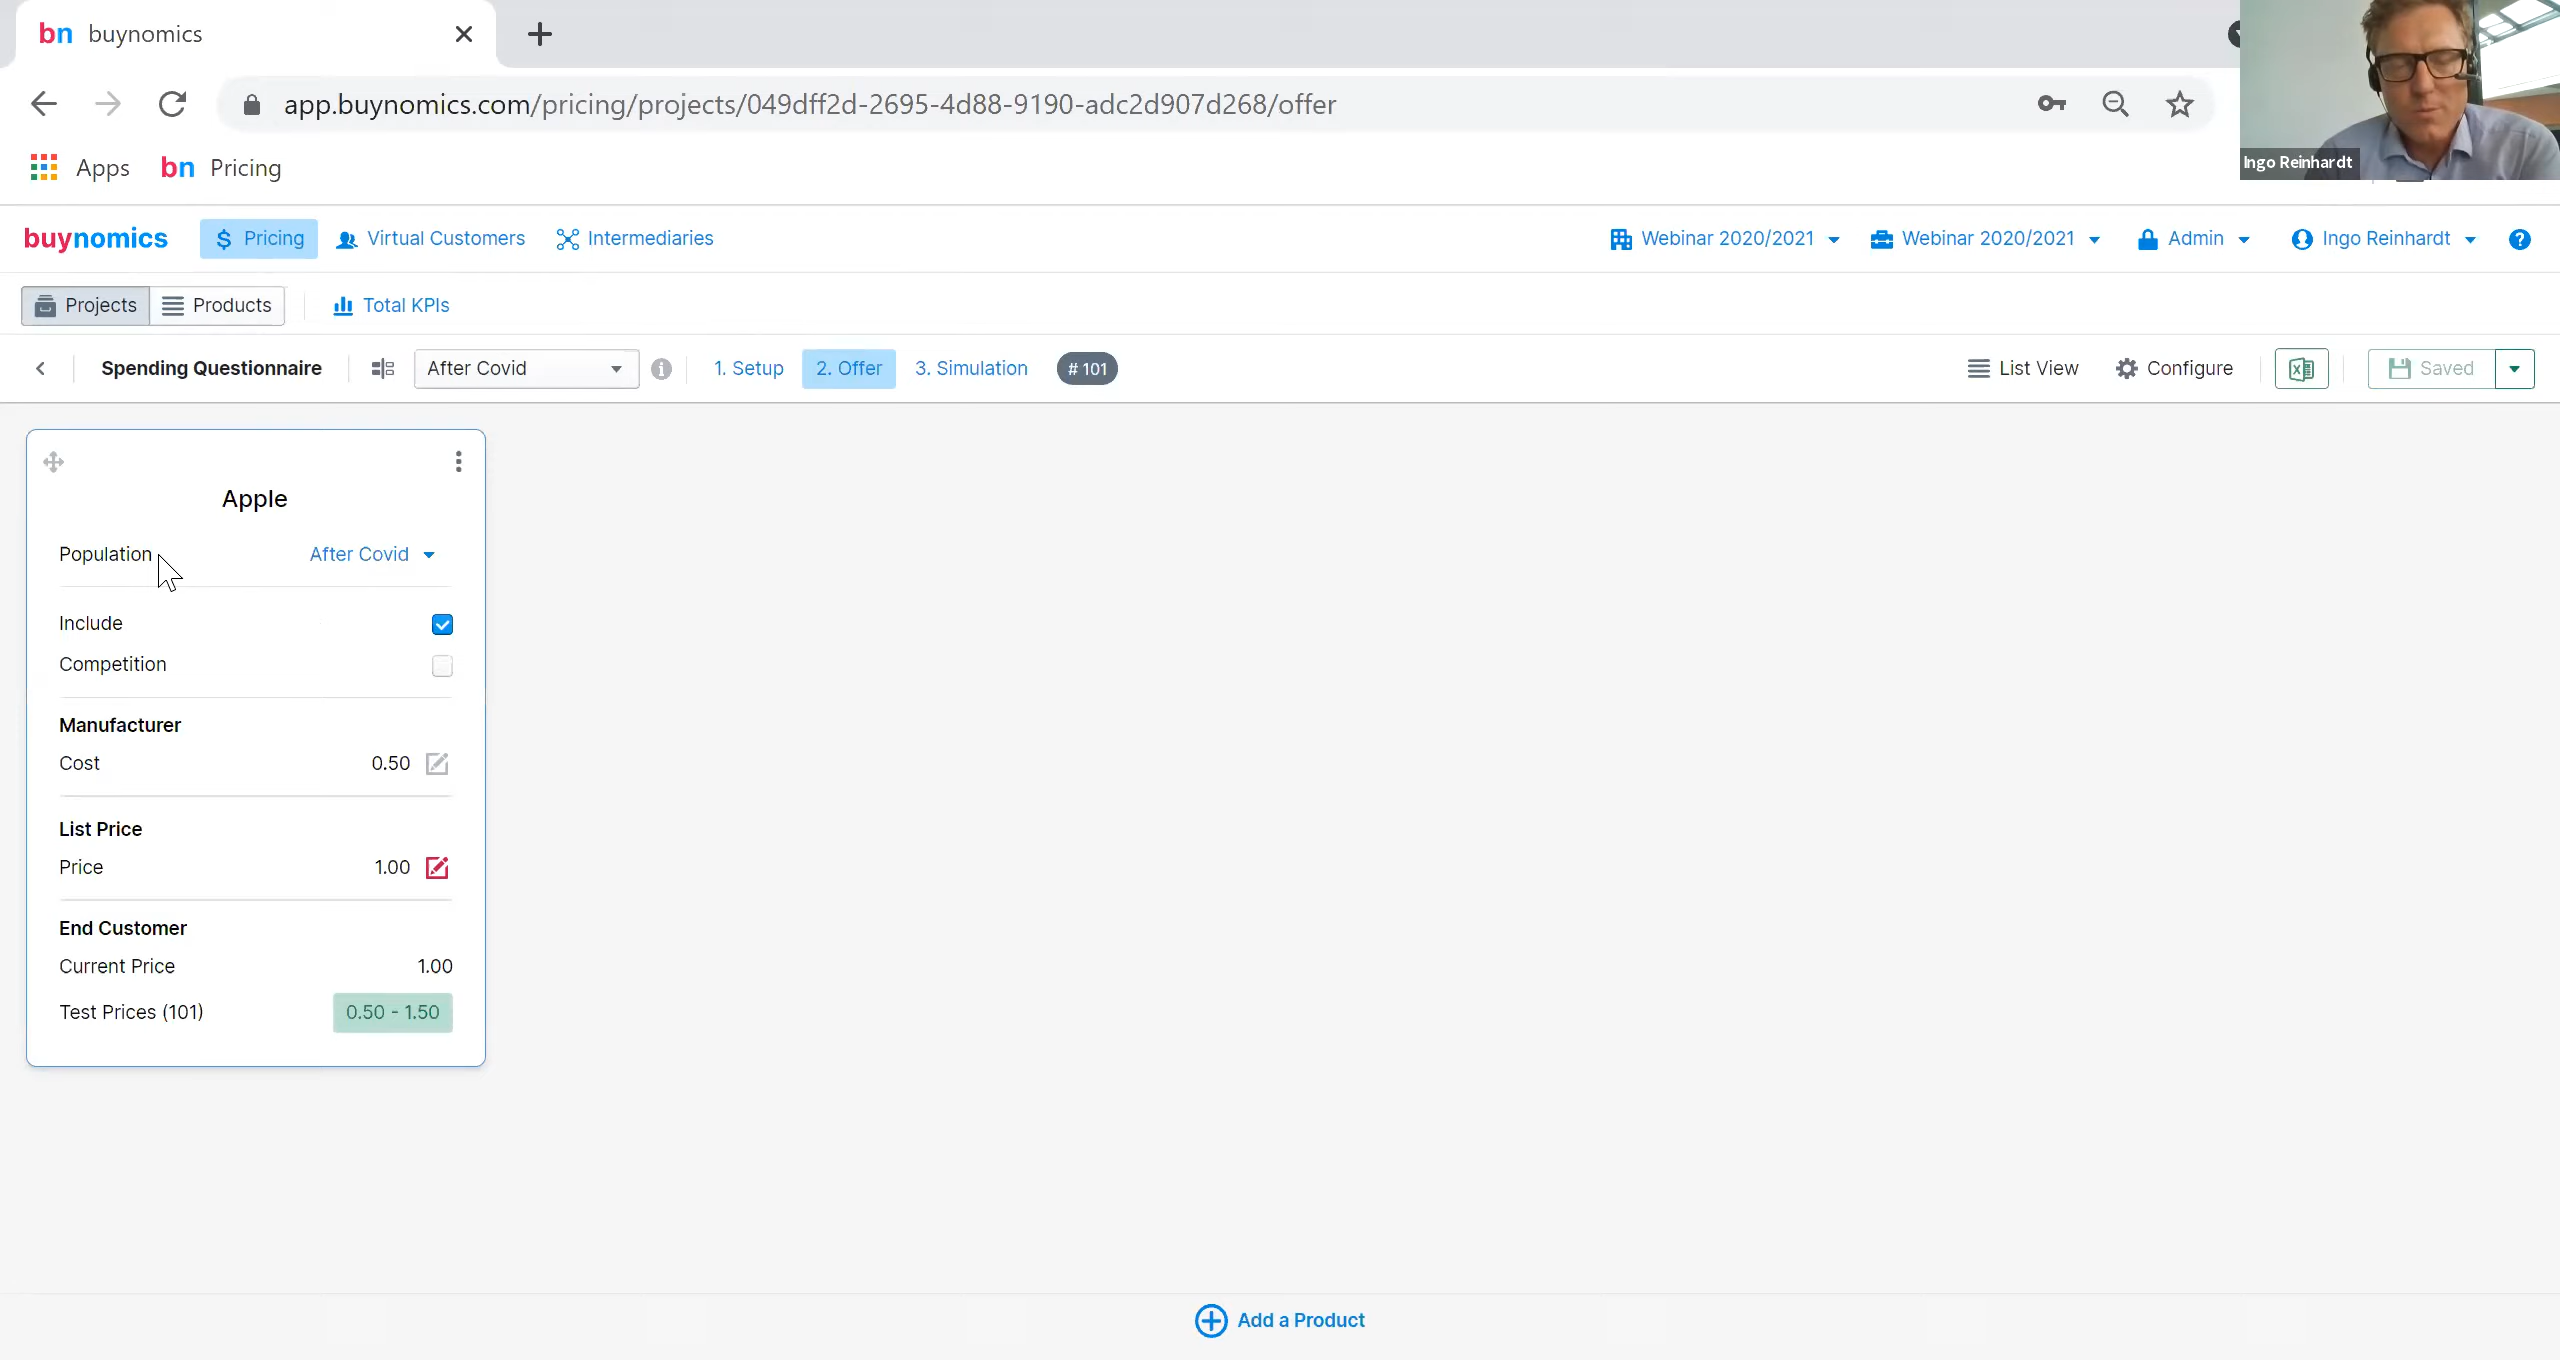 bn buynomics
app.buynomics.com/pricing/projects/049dff2d-2695-4d88-9190-adc2d907d268/offer
Apps bn Pricing
Ingo Reinhardt
buynomics $ Pricing Virtual Customers Intermediaries Webinar 2020/2021 Webinar 2020/2021 Admin Ingo Reinhardt ?
Projects Products Total KPIs
Spending Questionnaire After Covid i 1. Setup 2. Offer 3. Simulation # 101 List View Configure X Saved
Apple
Population After Covid
Include
Competition
Manufacturer
Cost 0.50
List Price
Price 1.00
End Customer
Current Price 1.00
Test Prices (101) 0.50 - 1.50
Add a Product